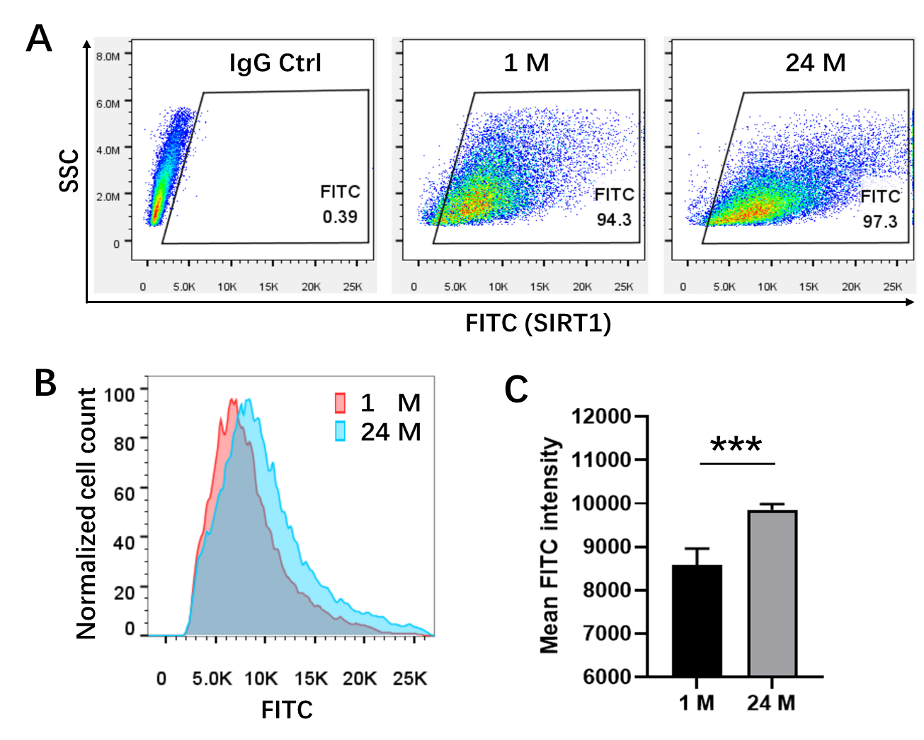 A
IgG Ctrl
1 M
24 M
SSC
8.0M
6.0M
4.0M
2.0M
0
FITC
0.39
FITC
94.3
FITC
97.3
0 5.0K 10K 15K 20K 25K
0 5.0K 10K 15K 20K 25K
0 5.0K 10K 15K 20K 25K
FITC (SIRT1)
B
Normalized cell count
100
80
60
40
20
0
1 M
24 M
0 5.0K 10K 15K 20K 25K
FITC
C
Mean FITC intensity
12000
11000
10000
9000
8000
7000
6000
***
1 M 24 M